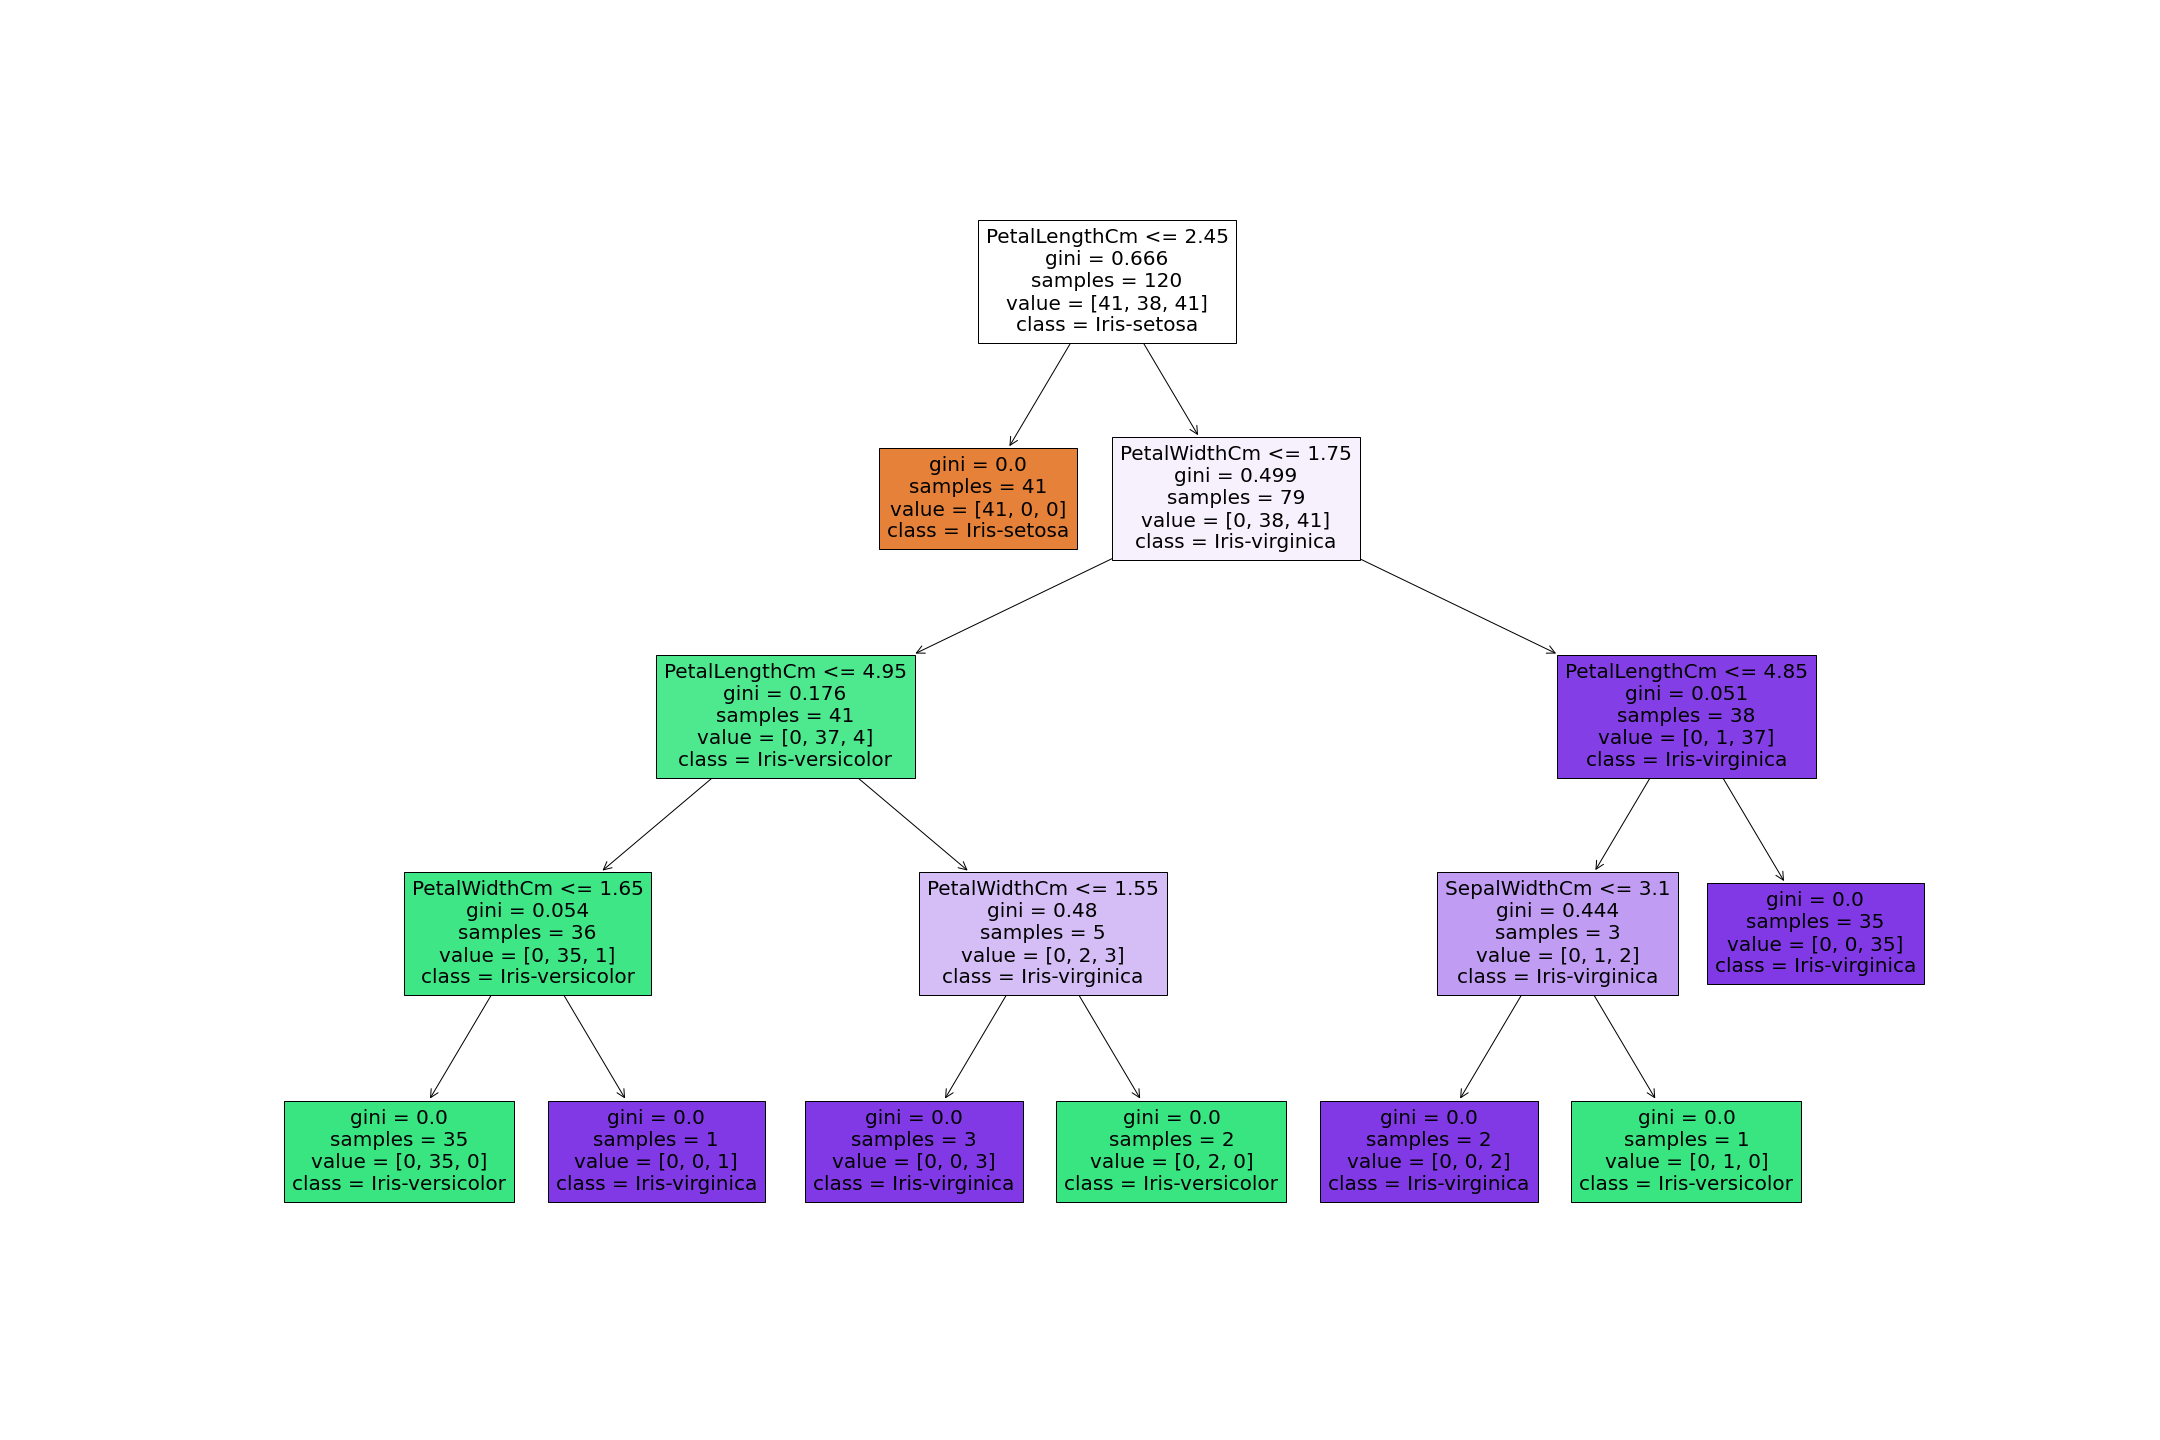 PetalLengthCm <= 2.45
gini = 0.666
samples = 120
value = [41, 38, 41]
class = Iris-setosa
gini = 0.0
samples = 41
value = [41, 0, 0]
class = Iris-setosa
PetalWidthCm <= 1.75
gini = 0.499
samples = 79
value = [0, 38, 41]
class = Iris-virginica
PetalLengthCm <= 4.95
gini = 0.176
samples = 41
value = [0, 37, 4]
class = Iris-versicolor
PetalLengthCm <= 4.85
gini = 0.051
samples = 38
value = [0, 1, 37]
class = Iris-virginica
PetalWidthCm <= 1.65
gini = 0.054
samples = 36
value = [0, 35, 1]
class = Iris-versicolor
PetalWidthCm <= 1.55
gini = 0.48
samples = 5
value = [0, 2, 3]
class = Iris-virginica
SepalWidthCm <= 3.1
gini = 0.444
samples = 3
value = [0, 1, 2]
class = Iris-virginica
gini = 0.0
samples = 35
value = [0, 0, 35]
class = Iris-virginica
gini = 0.0
samples = 35
value = [0, 35, 0]
class = Iris-versicolor
gini = 0.0
samples = 1
value = [0, 0, 1]
class = Iris-virginica
gini = 0.0
samples = 3
value = [0, 0, 3]
class = Iris-virginica
gini = 0.0
samples = 2
value = [0, 2, 0]
class = Iris-versicolor
gini = 0.0
samples = 2
value = [0, 0, 2]
class = Iris-virginica
gini = 0.0
samples = 1
value = [0, 1, 0]
class = Iris-versicolor